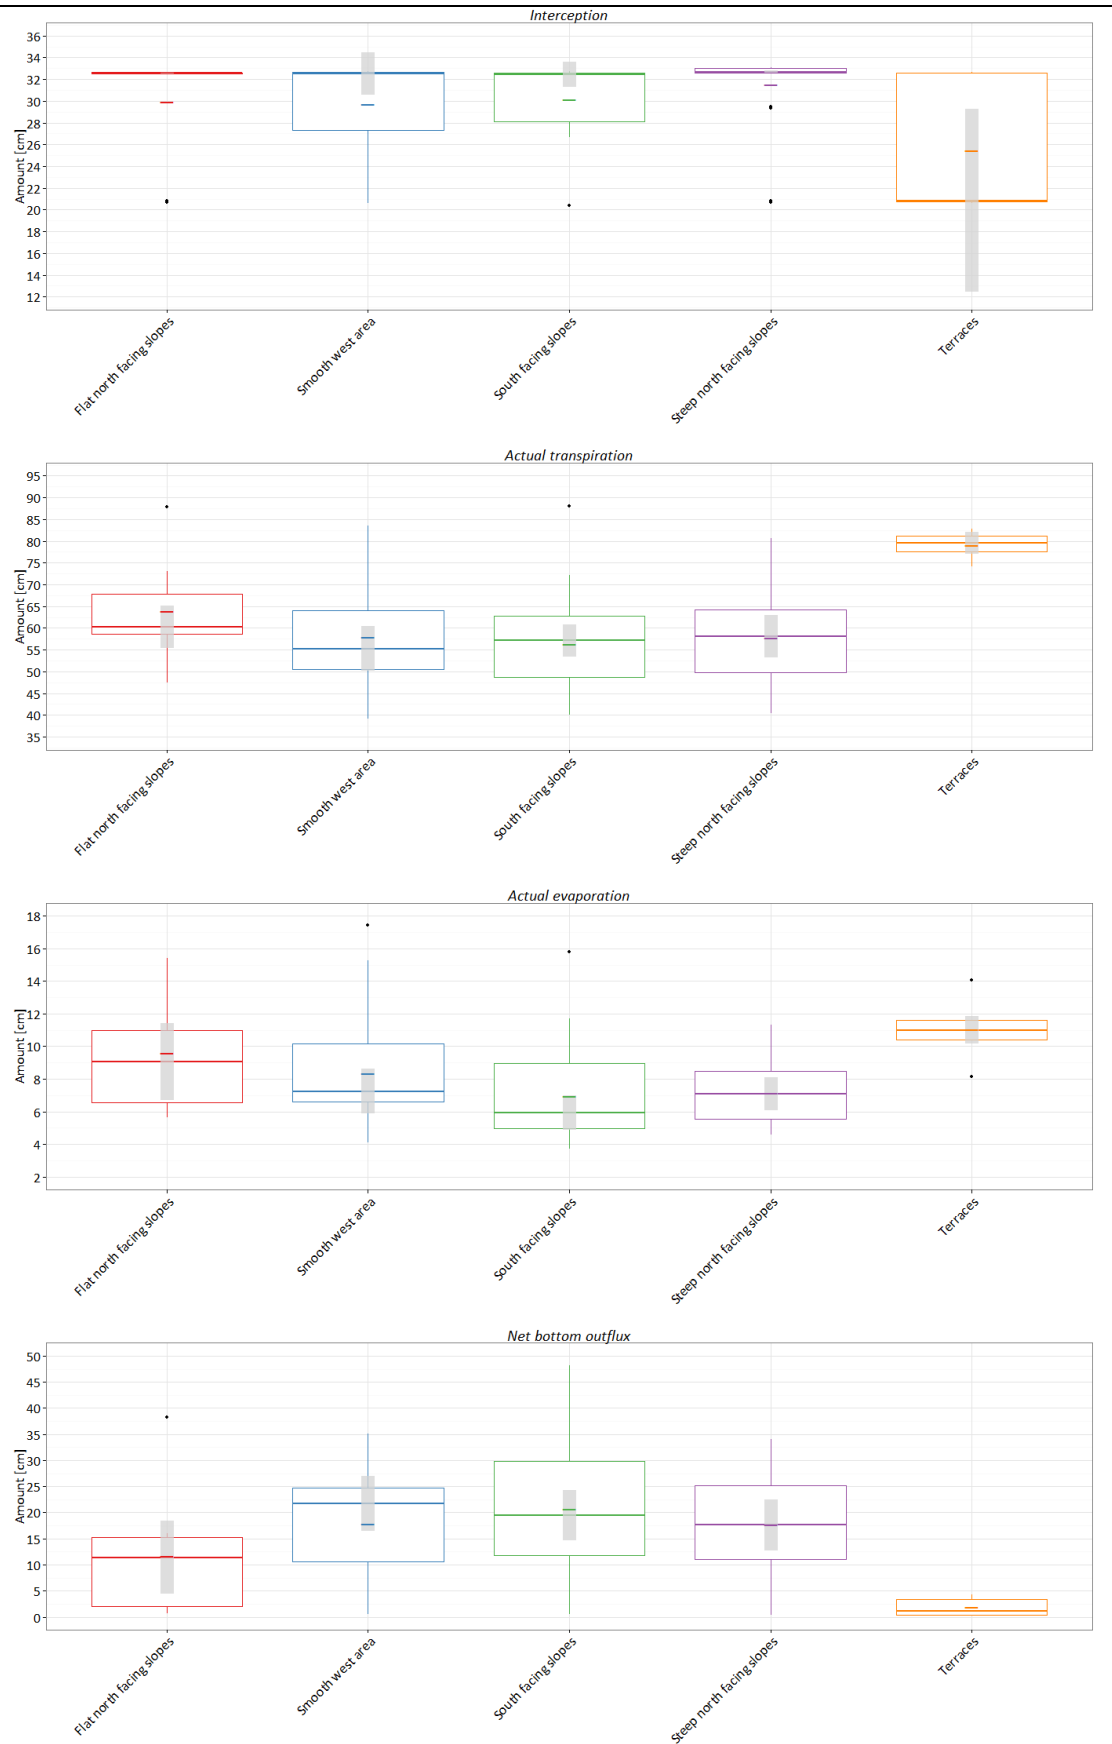 Interception
Amount [cm]
36
34
32
30
28
26
24
22
20
18
16
14
12
Flat north facing slopes
Smooth west area
South facing slopes
Steep north facing slopes
Terraces
Actual transpiration
Amount [cm]
95
90
85
80
75
70
65
60
55
50
45
40
35
Flat north facing slopes
Smooth west area
South facing slopes
Steep north facing slopes
Terraces
Actual evaporation
Amount [cm]
18
16
14
12
10
8
6
4
2
Flat north facing slopes
Smooth west area
South facing slopes
Steep north facing slopes
Terraces
Net bottom outflux
Amount [cm]
50
45
40
35
30
25
20
15
10
5
0
Flat north facing slopes
Smooth west area
South facing slopes
Steep north facing slopes
Terraces